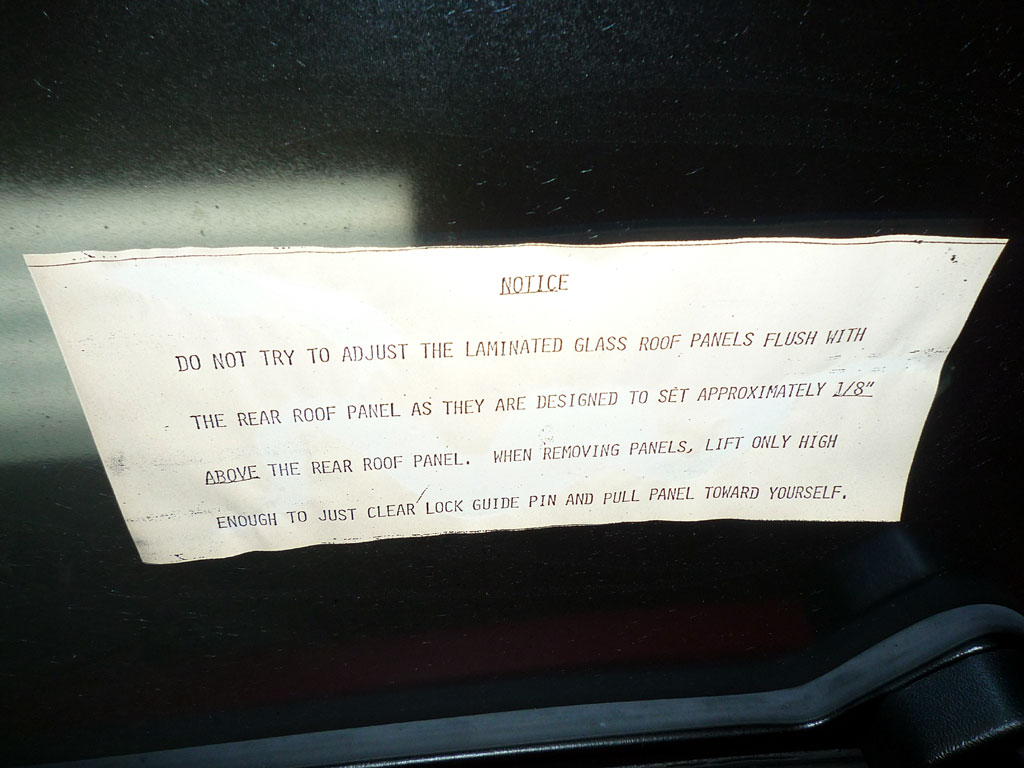 NOTICE
DO NOT TRY TO ADJUST THE LAMINATED GLASS ROOF PANELS FLUSH WITH
THE REAR ROOF PANEL AS THEY ARE DESIGNED TO SET APPROXIMATELY 1/8"
ABOVE THE REAR ROOF PANEL. WHEN REMOVING PANELS, LIFT ONLY HIGH
ENOUGH TO JUST CLEAR LOCK GUIDE PIN AND PULL PANEL TOWARD YOURSELF.